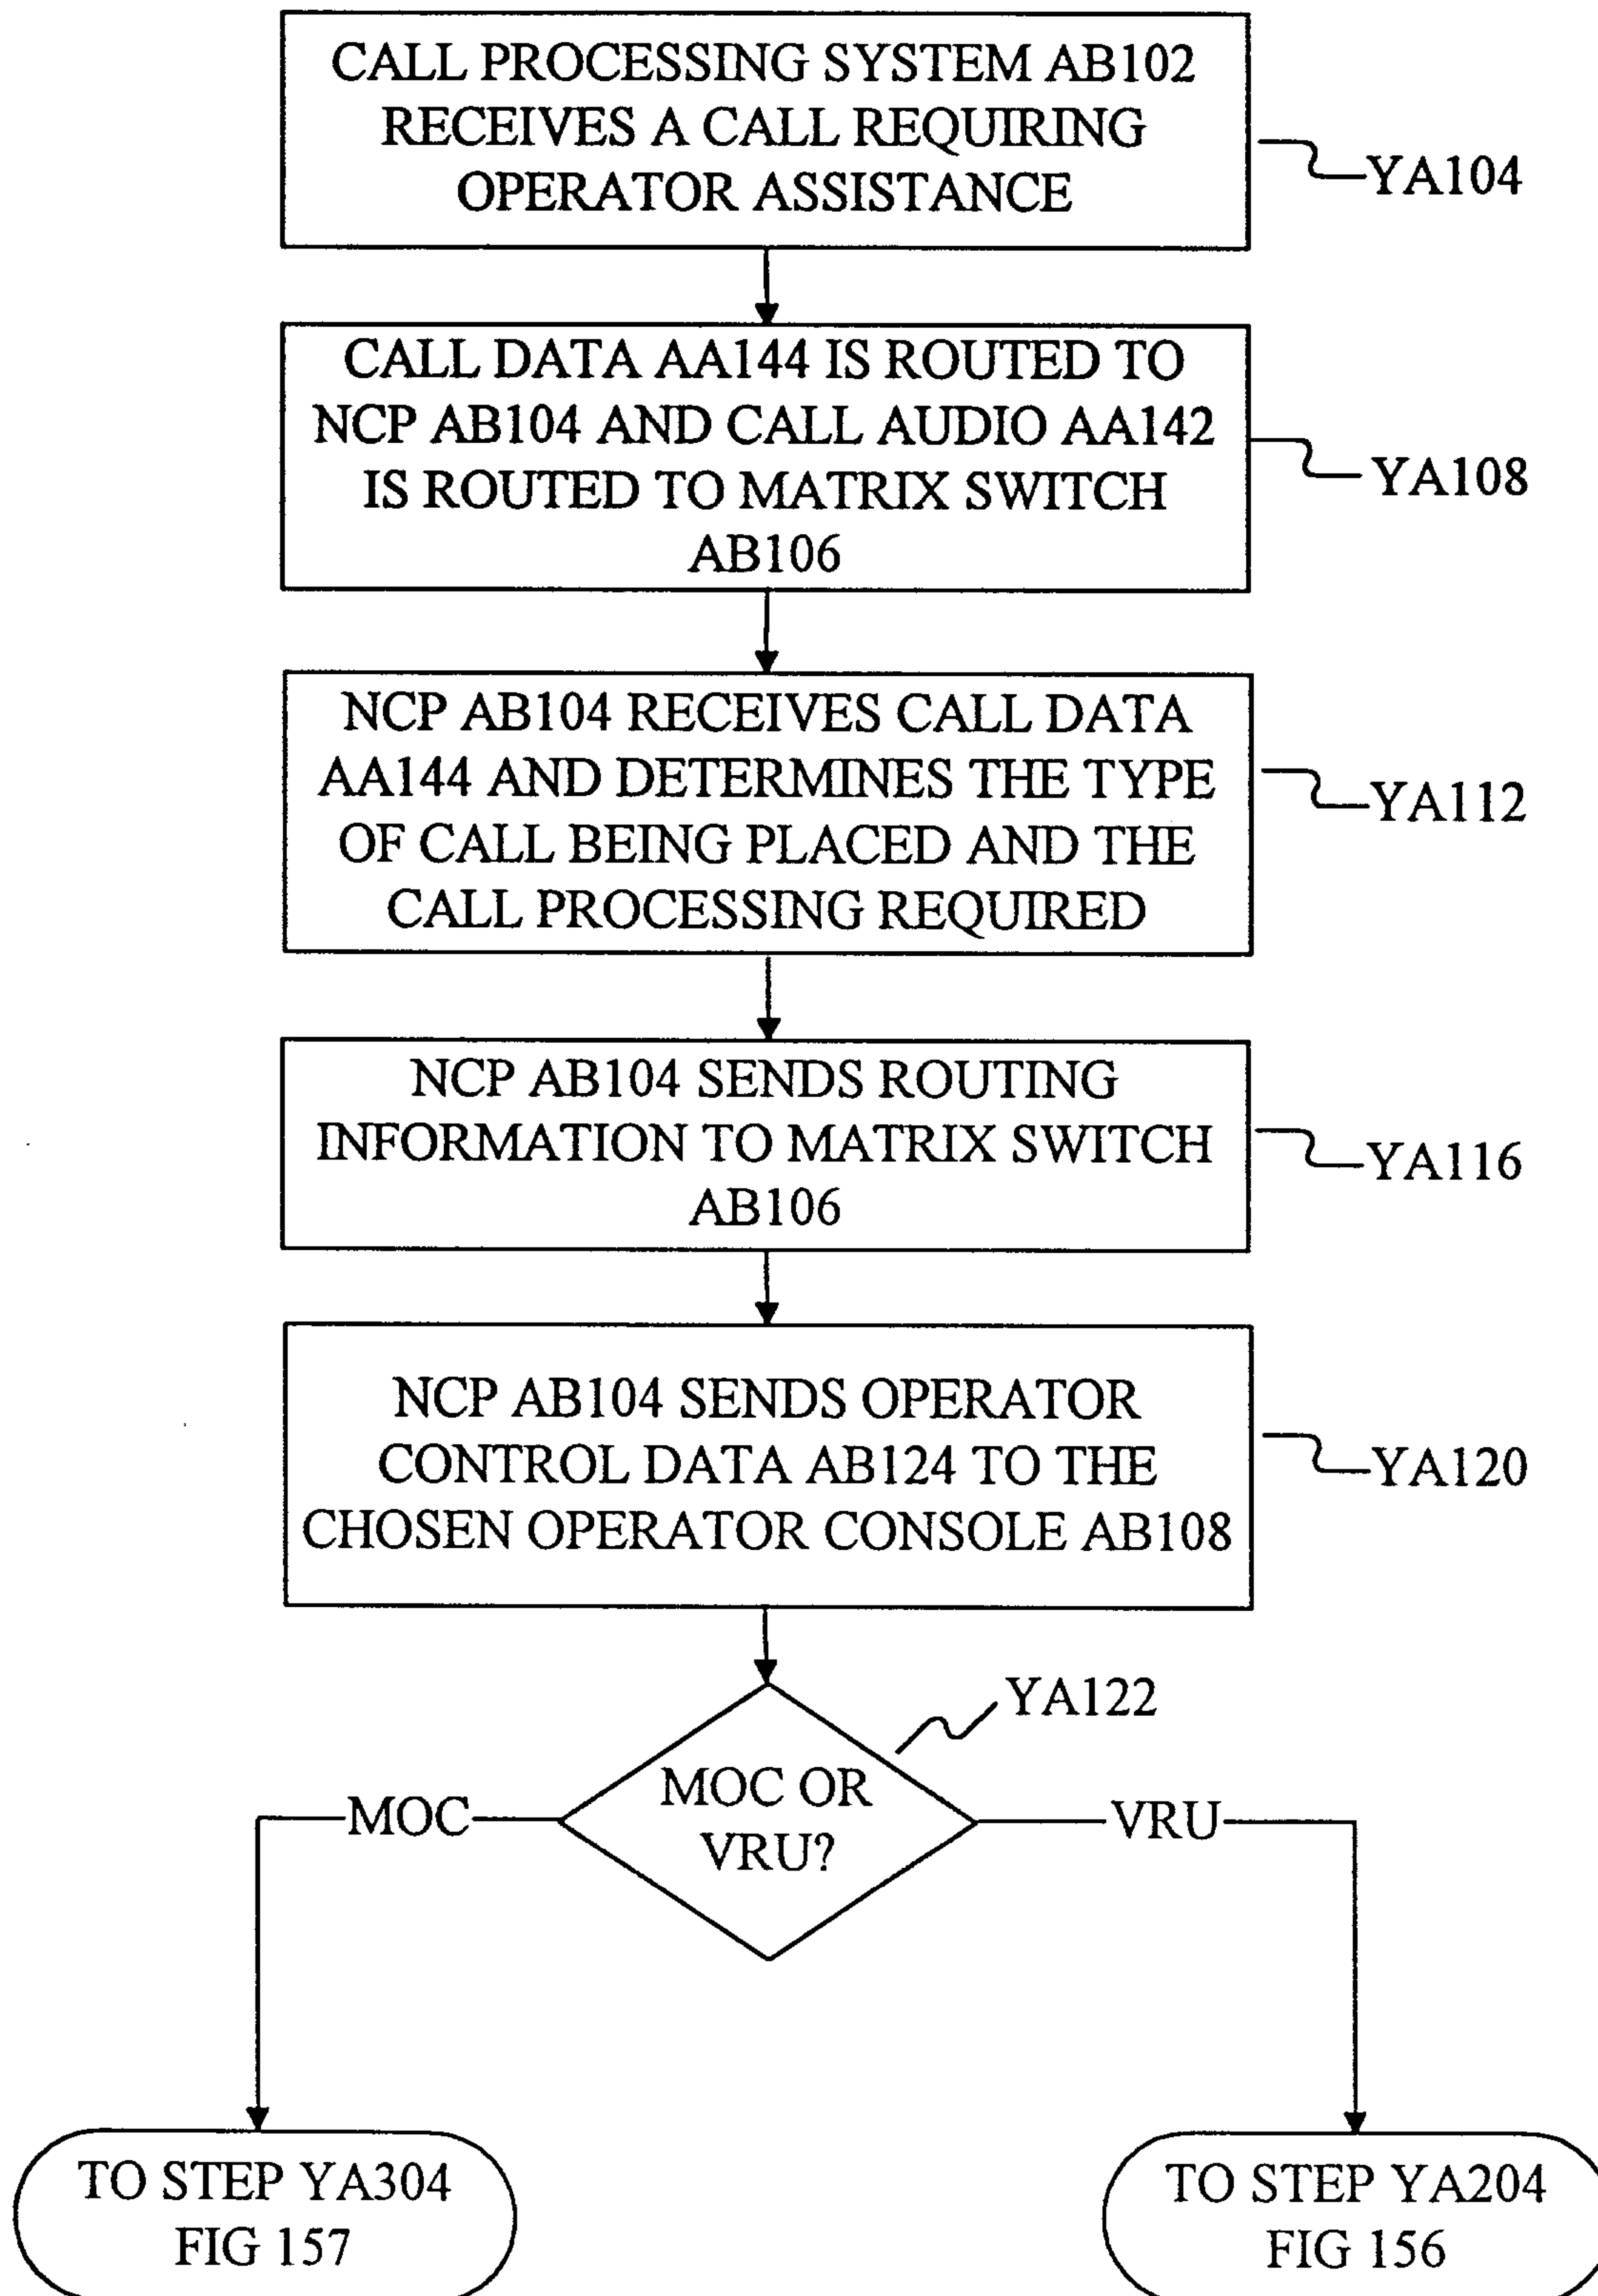 CALL PROCESSING SYSTEM AB102
RECEIVES A CALL REQUIRING
OPERATOR ASSISTANCE
YA104
CALL DATA AA144 IS ROUTED TO
NCP AB104 AND CALL AUDIO AA142
IS ROUTED TO MATRIX SWITCH
AB106
YA108
NCP AB104 RECEIVES CALL DATA
AA144 AND DETERMINES THE TYPE
OF CALL BEING PLACED AND THE
CALL PROCESSING REQUIRED
YA112
NCP AB104 SENDS ROUTING
INFORMATION TO MATRIX SWITCH
AB106
YA116
NCP AB104 SENDS OPERATOR
CONTROL DATA AB124 TO THE
CHOSEN OPERATOR CONSOLE AB108
YA120
YA122
MOC OR
VRU?
MOC
VRU
TO STEP YA304
FIG 157
TO STEP YA204
FIG 156